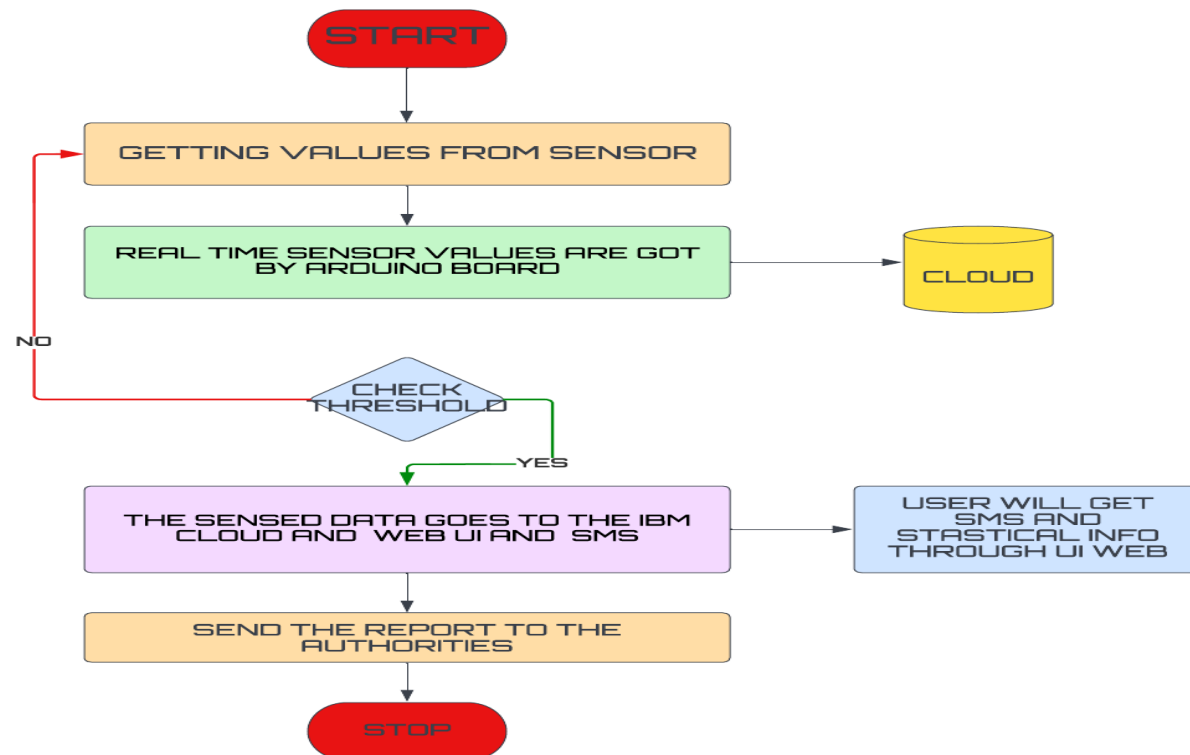 START
GETTING VALUES FROM SENSOR
REAL TIME SENSOR VALUES ARE GOT
BY ARDUINO BOARD
CLOUD
NO
CHECK
THRESHOLD
YES
THE SENSED DATA GOES TO THE IBM
CLOUD AND WEB UI AND SMS
USER WILL GET
SMS AND
STASTICAL INFO
THROUGH UI WEB
SEND THE REPORT TO THE
AUTHORITIES
STOP